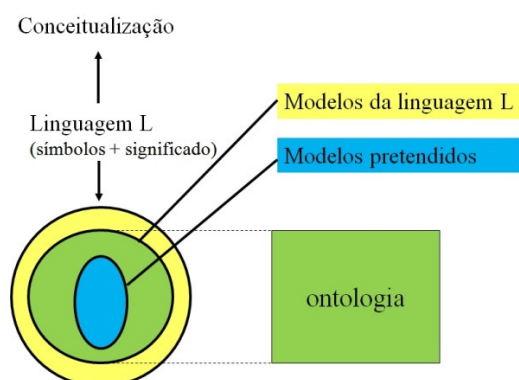 Conceitualização
Linguagem L
(símbolos + significado)
Modelos da linguagem L
Modelos pretendidos
ontologia